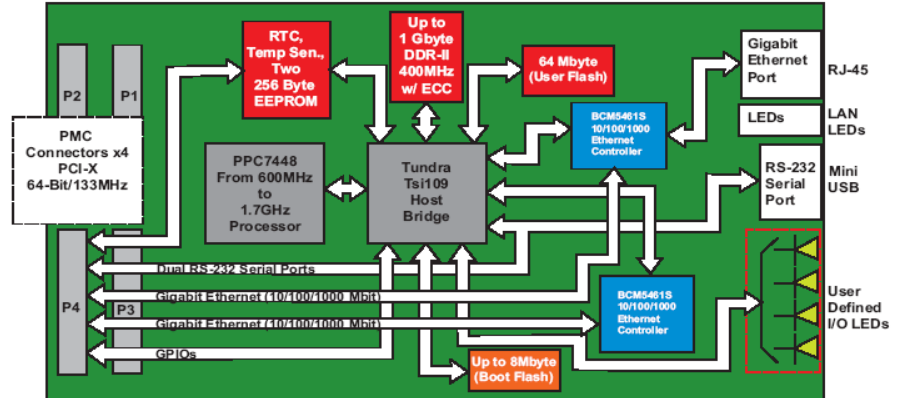 P2
P1
PMC
Connectors x4
PCI-X
64-Bit/133MHz
P4
P3
RTC,
Temp Sen.,
Two
256 Byte
EEPROM
Up to
1 Gbyte
DDR-II
400MHz
w/ ECC
64 Mbyte
(User Flash)
BCM5461S
10/100/1000
Ethernet
Controller
PPC7448
From 600MHz
to
1.7GHz
Processor
Tundra
Tsi109
Host
Bridge
Gigabit
Ethernet
Port
RJ-45
LEDs
LAN
LEDs
RS-232
Serial
Port
Mini
USB
Dual RS-232 Serial Ports
Gigabit Ethernet (10/100/1000 Mbit)
Gigabit Ethernet (10/100/1000 Mbit)
GPIOs
BCM5461S
10/100/1000
Ethernet
Controller
Up to 8Mbyte
(Boot Flash)
User
Defined
I/O LEDs